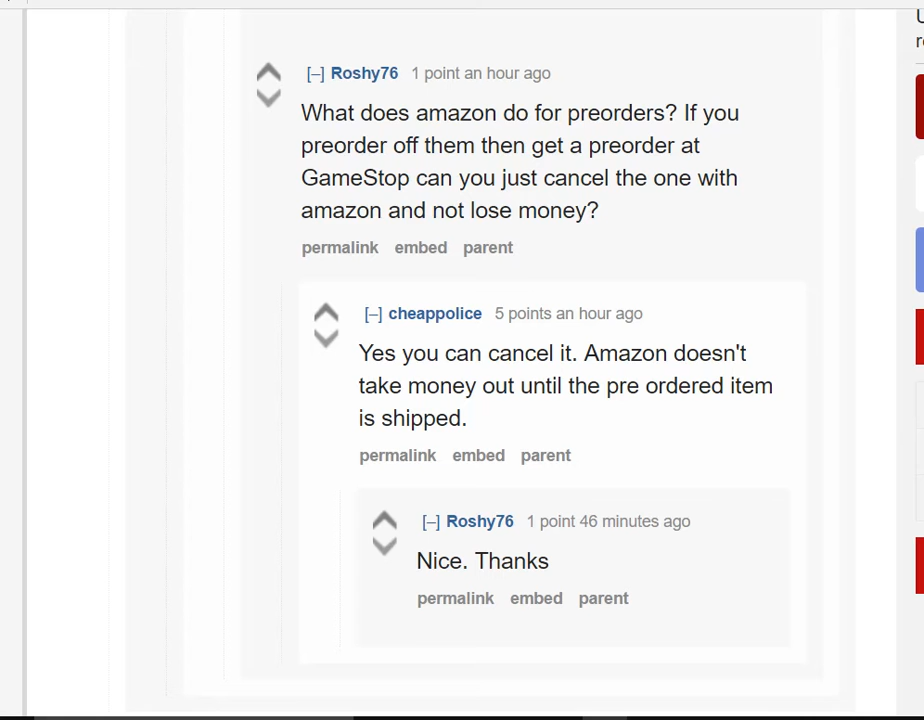 [–] Roshy76 1 point an hour ago
What does amazon do for preorders? If you
preorder off them then get a preorder at
GameStop can you just cancel the one with
amazon and not lose money?
permalink embed parent
[–] cheappolice 5 points an hour ago
Yes you can cancel it. Amazon doesn't
take money out until the pre ordered item
is shipped.
permalink embed parent
[–] Roshy76 1 point 46 minutes ago
Nice. Thanks
permalink embed parent